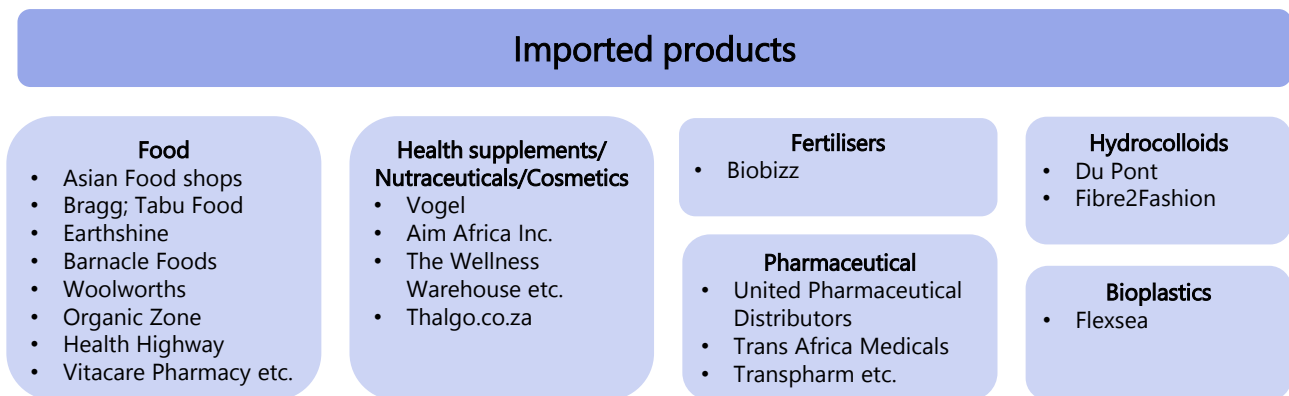 Imported products
Food
• Asian Food shops
• Bragg; Tabu Food
• Earthshine
• Barnacle Foods
• Woolworths
• Organic Zone
• Health Highway
• Vitacare Pharmacy etc.
Health supplements/
Nutraceuticals/Cosmetics
• Vogel
• Aim Africa Inc.
• The Wellness
Warehouse etc.
• Thalgo.co.za
Fertilisers
• Biobizz
Pharmaceutical
• United Pharmaceutical
Distributors
• Trans Africa Medicals
• Transpharm etc.
Hydrocolloids
• Du Pont
• Fibre2Fashion
Bioplastics
• Flexsea